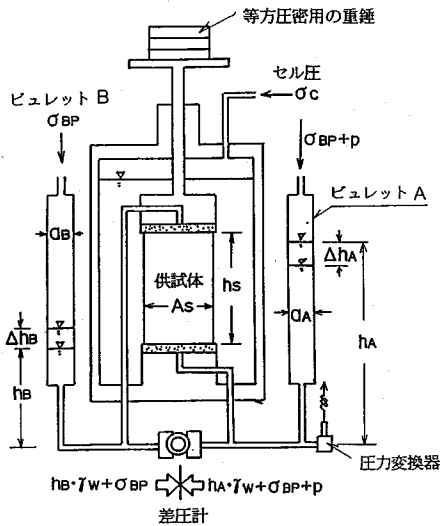 等方圧密用の重錘
セル圧
σc
ビュレット B
σBP
σBP+p
ビュレット A
aB
ΔhA
供試体
hs
As
aA
hA
ΔhB
hB
圧力変換器
hB・γw+σBP
hA・γw+σBP+p
差圧計